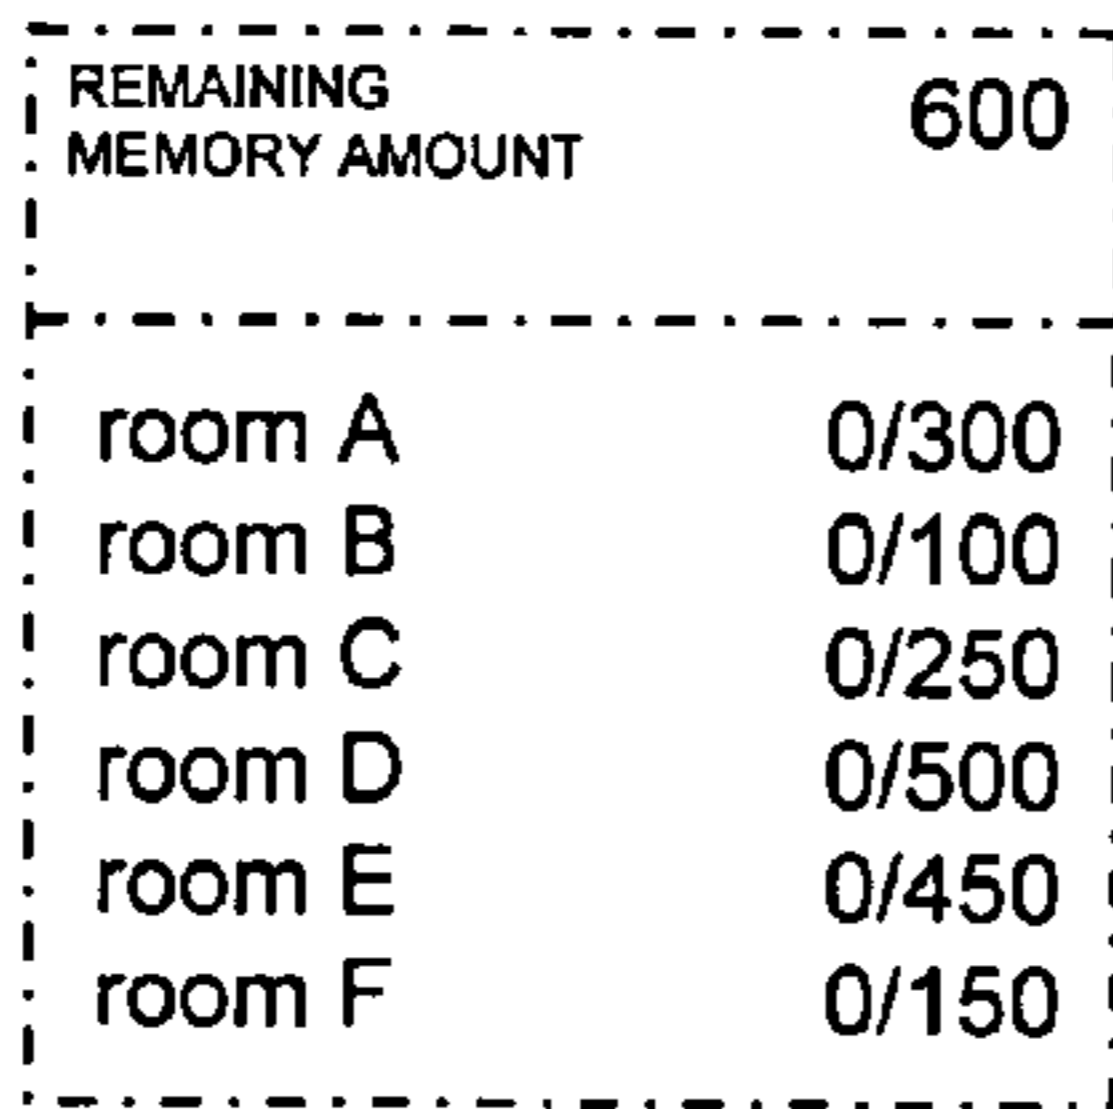 REMAINING
MEMORY AMOUNT 600
room A 0/300
room B 0/100
room C 0/250
room D 0/500
room E 0/450
room F 0/150